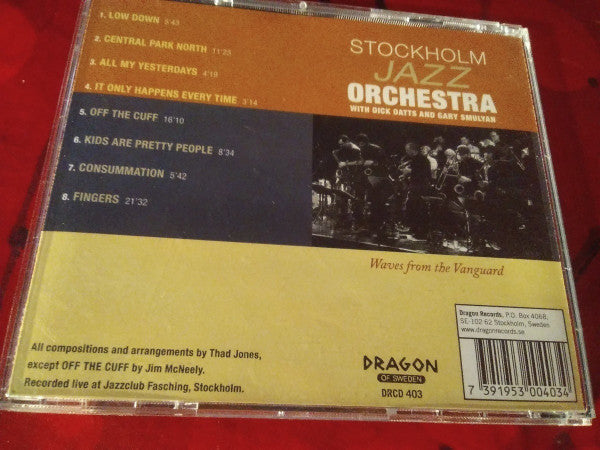 1. LOW DOWN 5'43
2. CENTRAL PARK NORTH 11'25
3. ALL MY YESTERDAYS 4'19
4. IT ONLY HAPPENS EVERY TIME 3'14
5. OFF THE CUFF 16'10
6. KIDS ARE PRETTY PEOPLE 8'34
7. CONSUMMATION 5'42
8. FINGERS 21'32
STOCKHOLM
JAZZ
ORCHESTRA
WITH DICK OATTS AND GARY SMULYAN
Waves from the Vanguard
All compositions and arrangements by Thad Jones,
except OFF THE CUFF by Jim McNeely.
Recorded live at Jazzclub Fasching, Stockholm.
DRAGON
OF SWEDEN
DRCD 403
Dragon Records, P.O. Box 4068,
SE-102 62 Stockholm, Sweden
www.dragonrecords.se
7 391953 004034